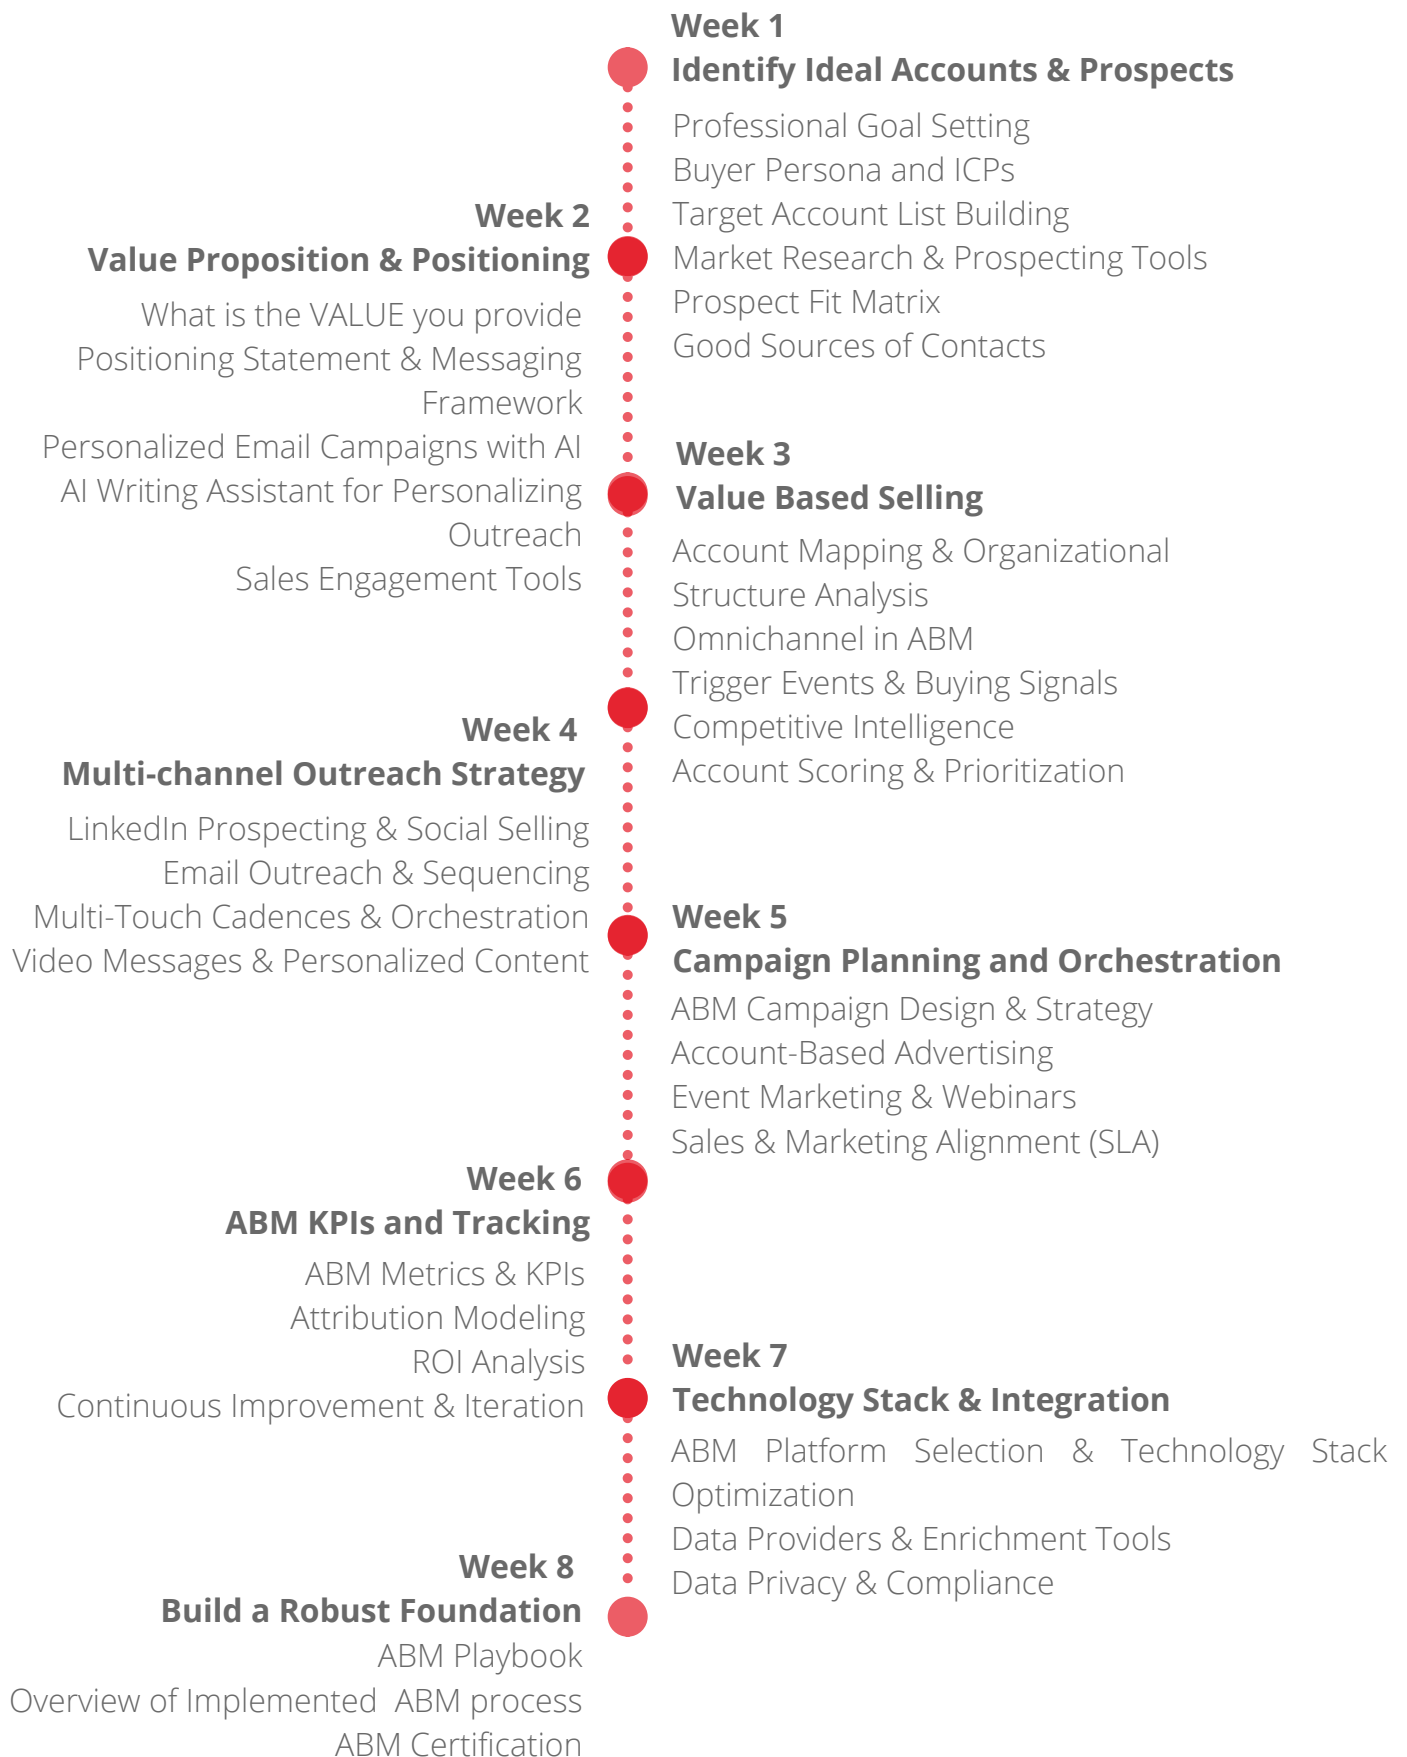 Week 1
Identify Ideal Accounts & Prospects
Professional Goal Setting
Buyer Persona and ICPs
Target Account List Building
Market Research & Prospecting Tools
Prospect Fit Matrix
Good Sources of Contacts
Week 2
Value Proposition & Positioning
What is the VALUE you provide
Positioning Statement & Messaging
Framework
Personalized Email Campaigns with AI
AI Writing Assistant for Personalizing
Outreach
Sales Engagement Tools
Week 3
Value Based Selling
Account Mapping & Organizational
Structure Analysis
Omnichannel in ABM
Trigger Events & Buying Signals
Competitive Intelligence
Account Scoring & Prioritization
Week 4
Multi-channel Outreach Strategy
LinkedIn Prospecting & Social Selling
Email Outreach & Sequencing
Multi-Touch Cadences & Orchestration
Video Messages & Personalized Content
Week 5
Campaign Planning and Orchestration
ABM Campaign Design & Strategy
Account-Based Advertising
Event Marketing & Webinars
Sales & Marketing Alignment (SLA)
Week 6
ABM KPIs and Tracking
ABM Metrics & KPIs
Attribution Modeling
ROI Analysis
Continuous Improvement & Iteration
Week 7
Technology Stack & Integration
ABM Platform Selection & Technology Stack
Optimization
Data Providers & Enrichment Tools
Data Privacy & Compliance
Week 8
Build a Robust Foundation
ABM Playbook
Overview of Implemented ABM process
ABM Certification